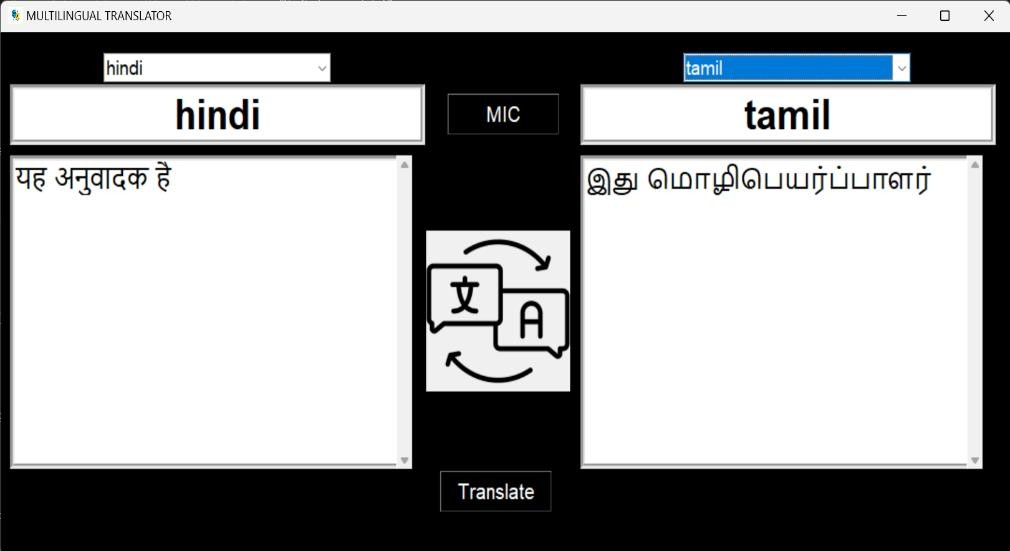 MULTILINGUAL TRANSLATOR
hindi
tamil
hindi
MIC
tamil
यह अनुवादक है
இது மொழிபெயர்ப்பாளர்
文
A
Translate